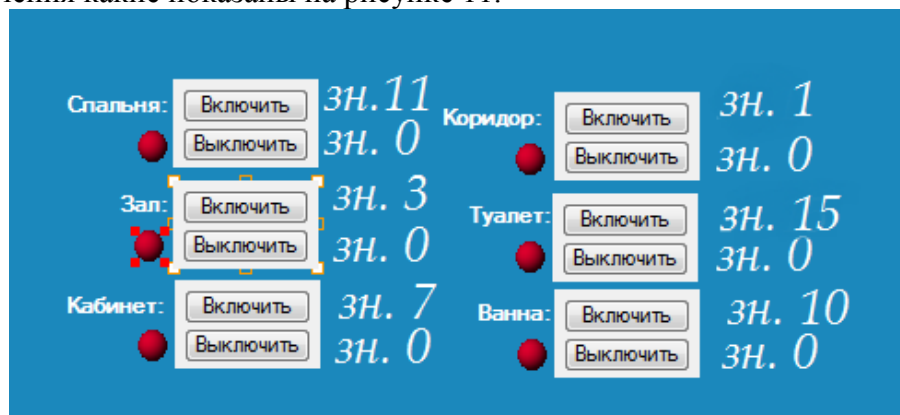 какие показаны на рисунке 11.
Спальня: Включить зн.11
Выключить зн. 0
Зал: Включить зн. 3
Выключить зн. 0
Кабинет: Включить зн. 7
Выключить зн. 0
Коридор: Включить зн. 1
Выключить зн. 0
Туалет: Включить зн. 15
Выключить зн. 0
Ванна: Включить зн. 10
Выключить зн. 0